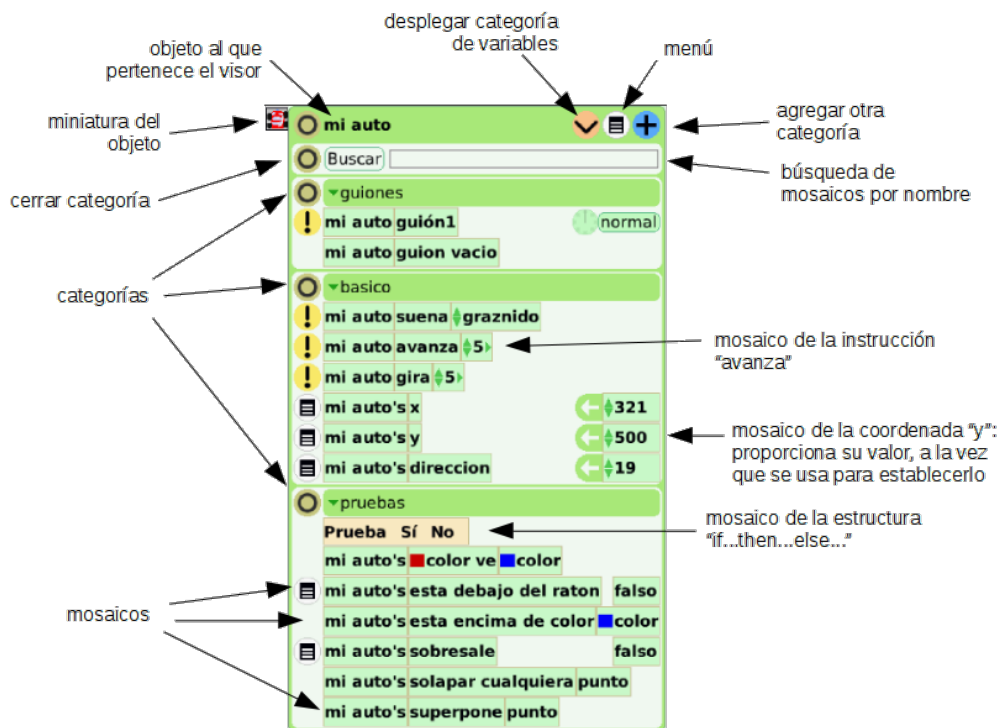 desplegar categoría
de variables
menú
objeto al que
pertenece el visor
miniatura del
objeto
mi auto
agregar otra
categoría
Buscar
búsqueda de
mosaicos por nombre
cerrar categoría
guiones
mi auto guión1 normal
mi auto guion vacio
categorías
basico
mi auto suena graznido
mi auto avanza 5
mosaico de la instrucción
"avanza"
mi auto gira 5
mi auto's x 321
mi auto's y 500
mosaico de la coordenada "y":
proporciona su valor, a la vez
que se usa para establecerlo
mi auto's direccion 19
pruebas
Prueba Sí No
mosaico de la estructura
"if...then...else..."
mi auto's color ve color
mi auto's esta debajo del raton falso
mosaicos
mi auto's esta encima de color color
mi auto's sobresale falso
mi auto's solapar cualquiera punto
mi auto's superpone punto